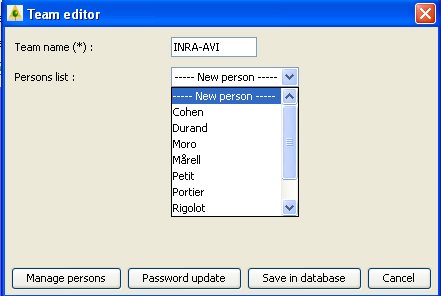 Team editor
Team name (*) : INRA-AVI
Persons list : ----- New person -----
----- New person -----
Cohen
Durand
Moro
Mårell
Petit
Portier
Rigolot
Manage persons Password update Save in database Cancel